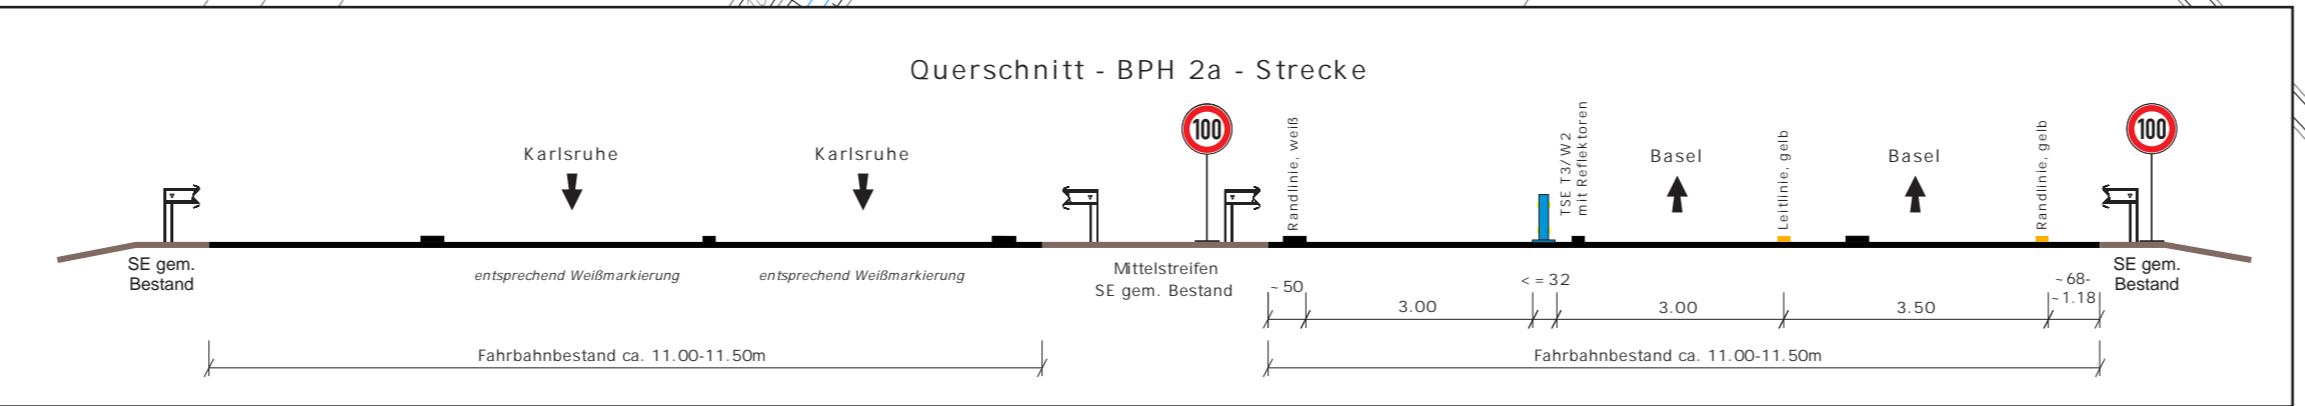 Querschnitt - BPH 2a - Strecke
100
100
Karlsruhe
Karlsruhe
Randlinie, weiß
TSE T3/W2
mit Reflektoren
Basel
Leitlinie, gelb
Basel
Randlinie, gelb
SE gem.
Bestand
entsprechend Weißmarkierung
entsprechend Weißmarkierung
Mittelstreifen
SE gem. Bestand
SE gem.
Bestand
~50
3.00
<=32
3.00
3.50
~68-
~1.18
Fahrbahnbestand ca. 11.00-11.50m
Fahrbahnbestand ca. 11.00-11.50m